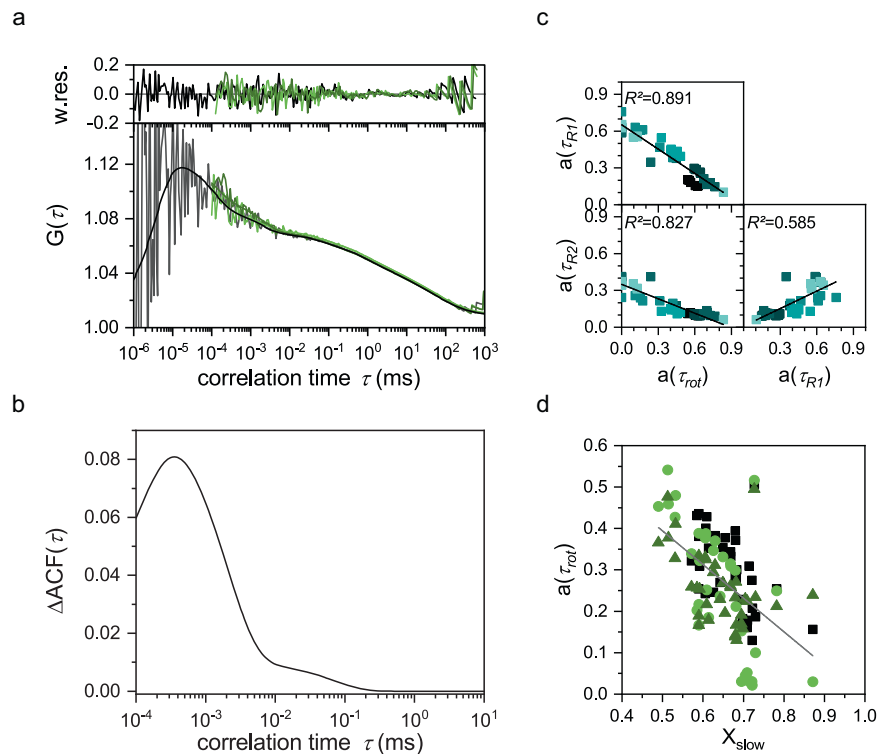 a
0.2
0.0
-0.2
w.res.
1.12
1.08
1.04
1.00
G(τ)
10⁻⁶ 10⁻⁵ 10⁻⁴ 10⁻³ 10⁻² 10⁻¹ 10⁰ 10¹ 10² 10³
correlation time τ (ms)
b
0.08
0.06
0.04
0.02
0.00
ΔACF(τ)
10⁻⁴ 10⁻³ 10⁻² 10⁻¹ 10⁰ 10¹
correlation time τ (ms)
c
R²=0.891
0.9
0.6
0.3
0.0
a(τR1)
R²=0.827
R²=0.585
0.9
0.6
0.3
0.0
a(τR2)
0.0 0.3 0.6 0.9
0.3 0.6 0.9
a(τrot)
a(τR1)
d
0.6
0.5
0.4
0.3
0.2
0.1
0.0
a(τrot)
0.4 0.5 0.6 0.7 0.8 0.9 1.0
Xslow